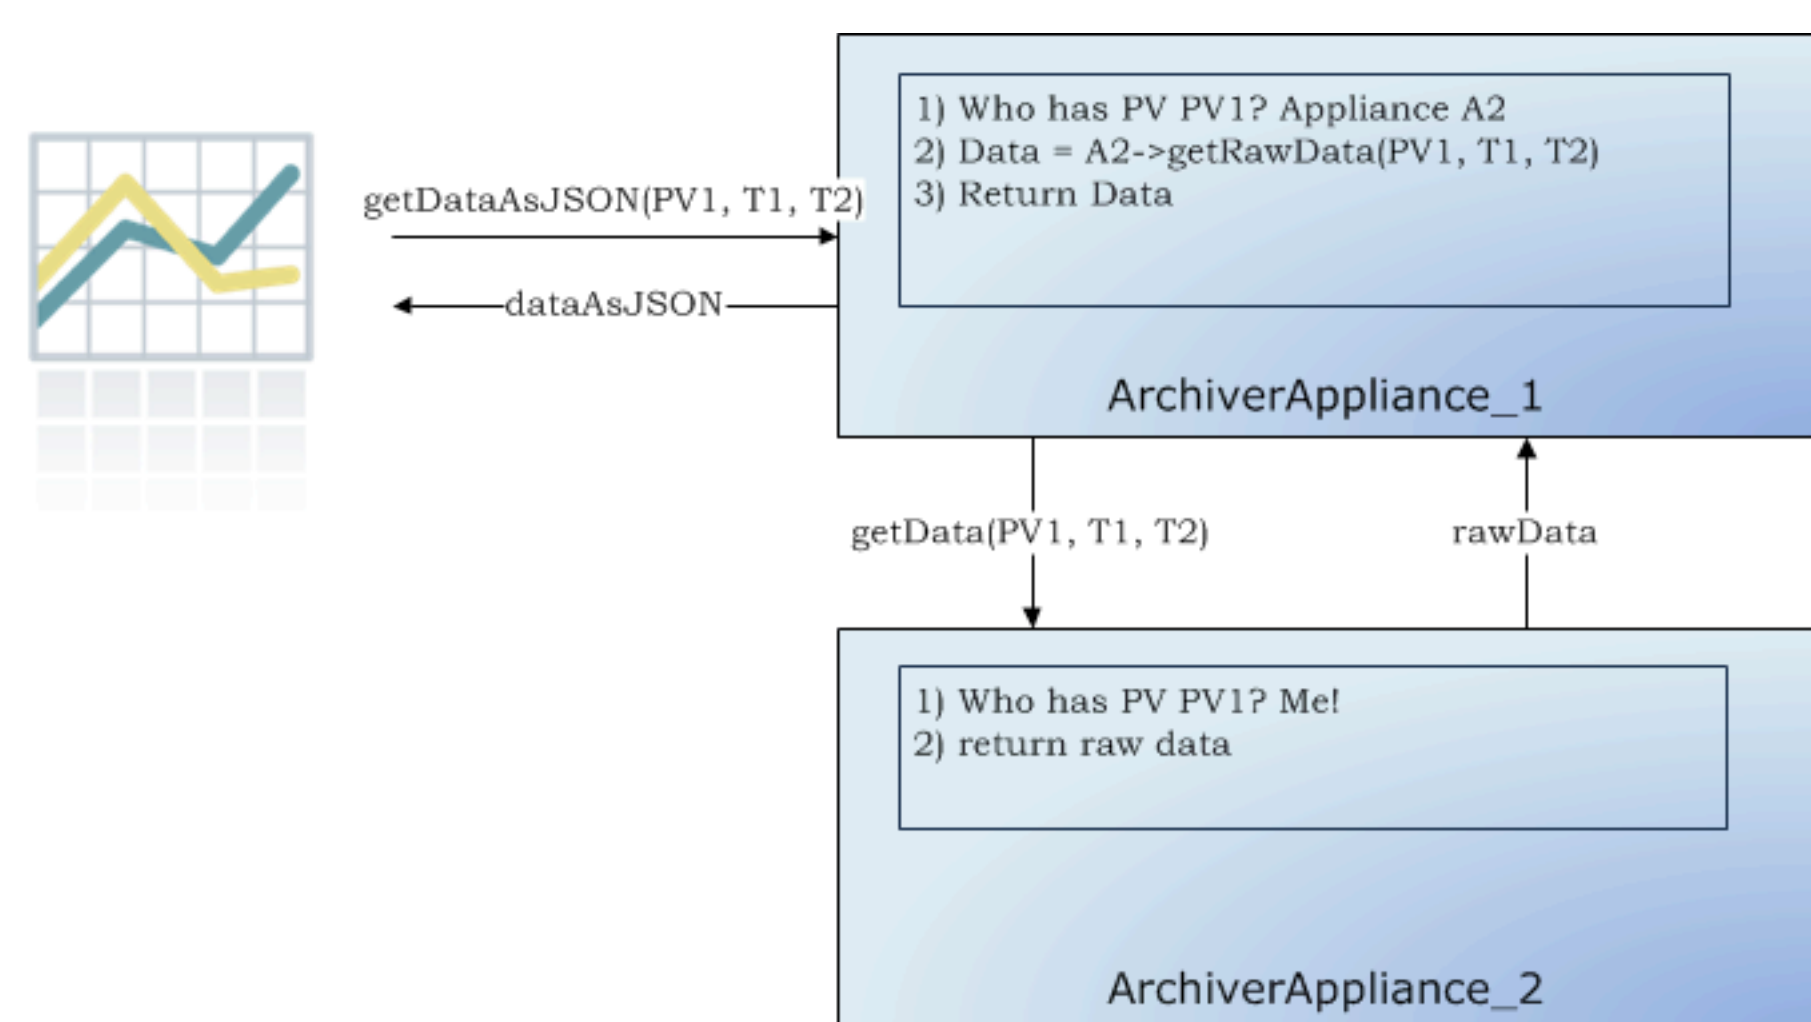 1) Who has PV PV1? Appliance A2
2) Data = A2->getRawData(PV1, T1, T2)
3) Return Data
getDataAsJSON(PV1, T1, T2)
dataAsJSON
ArchiverAppliance_1
getData(PV1, T1, T2)
rawData
1) Who has PV PV1? Me!
2) return raw data
ArchiverAppliance_2